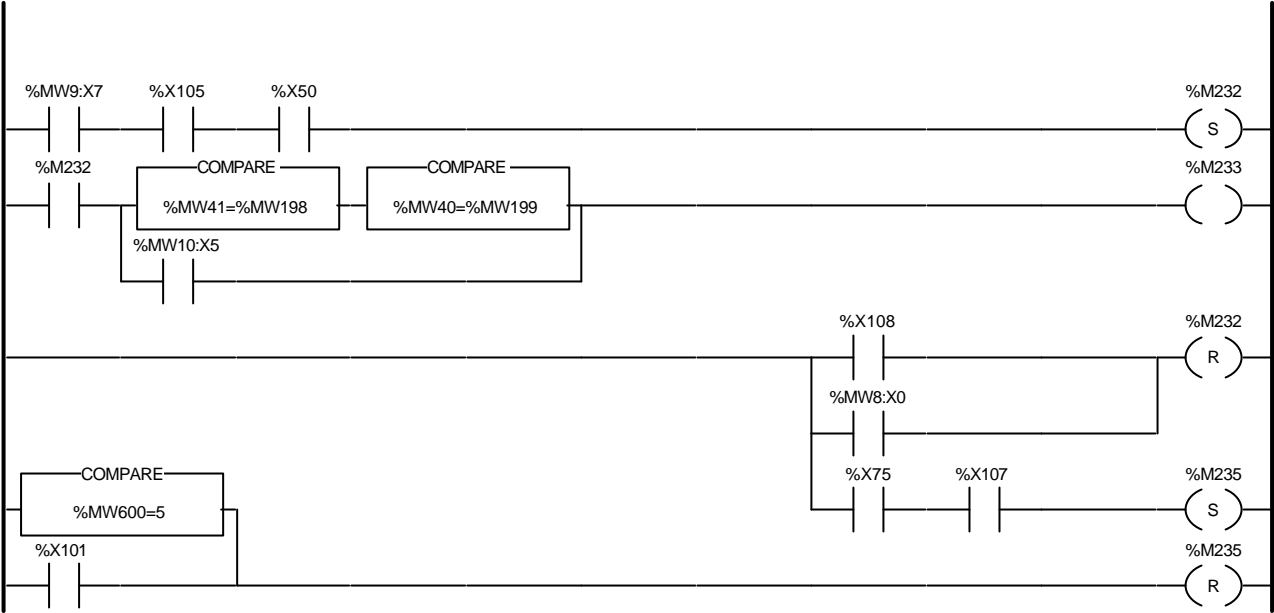 %MW9:X7 %X105 %X50 %M232
S
%M232 COMPARE COMPARE %M233
%MW41=%MW198 %MW40=%MW199
%MW10:X5
%X108 %M232
R
%MW8:X0
COMPARE %X75 %X107 %M235
%MW600=5 S
%X101 %M235
R